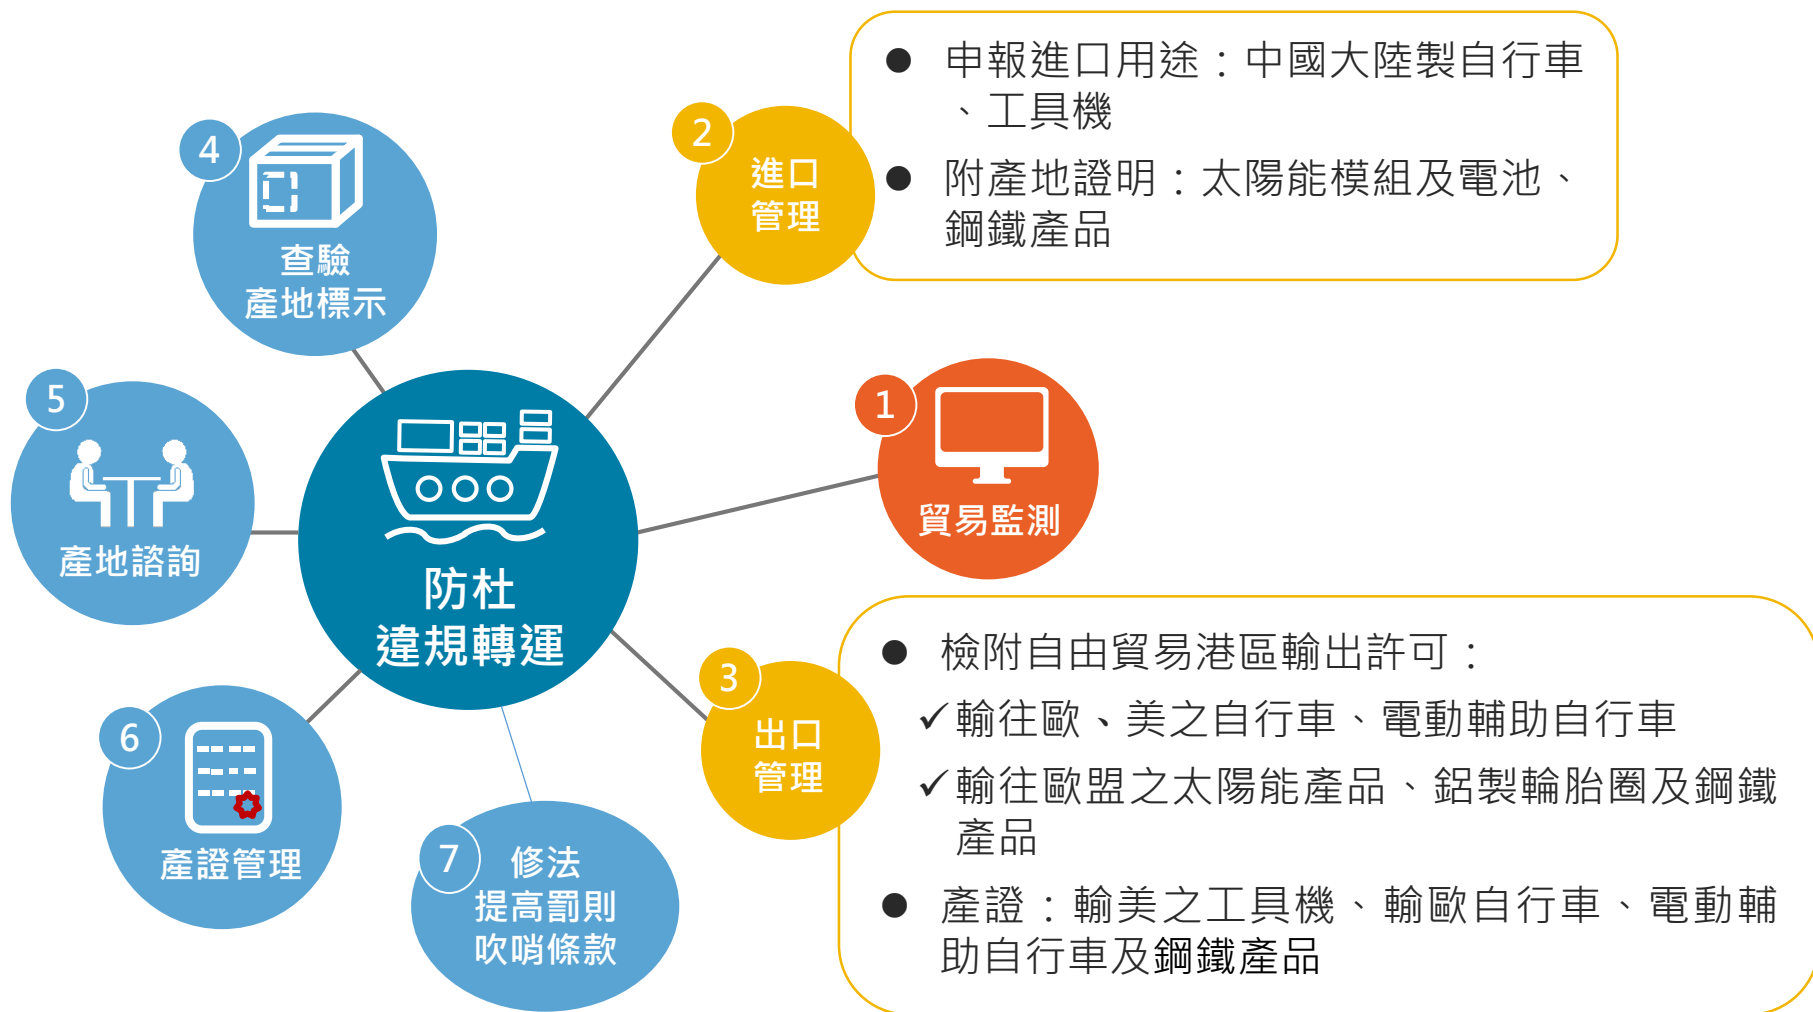 防杜
違規轉運
1
貿易監測
2
進口
管理
● 申報進口用途：中國大陸製自行車
、工具機
● 附產地證明：太陽能模組及電池、
鋼鐵產品
3
出口
管理
● 檢附自由貿易港區輸出許可：
✓輸往歐、美之自行車、電動輔助自行車
✓輸往歐盟之太陽能產品、鋁製輪胎圈及鋼鐵
產品
● 產證：輸美之工具機、輸歐自行車、電動輔
助自行車及鋼鐵產品
4
查驗
產地標示
5
產地諮詢
6
產證管理
7
修法
提高罰則
吹哨條款